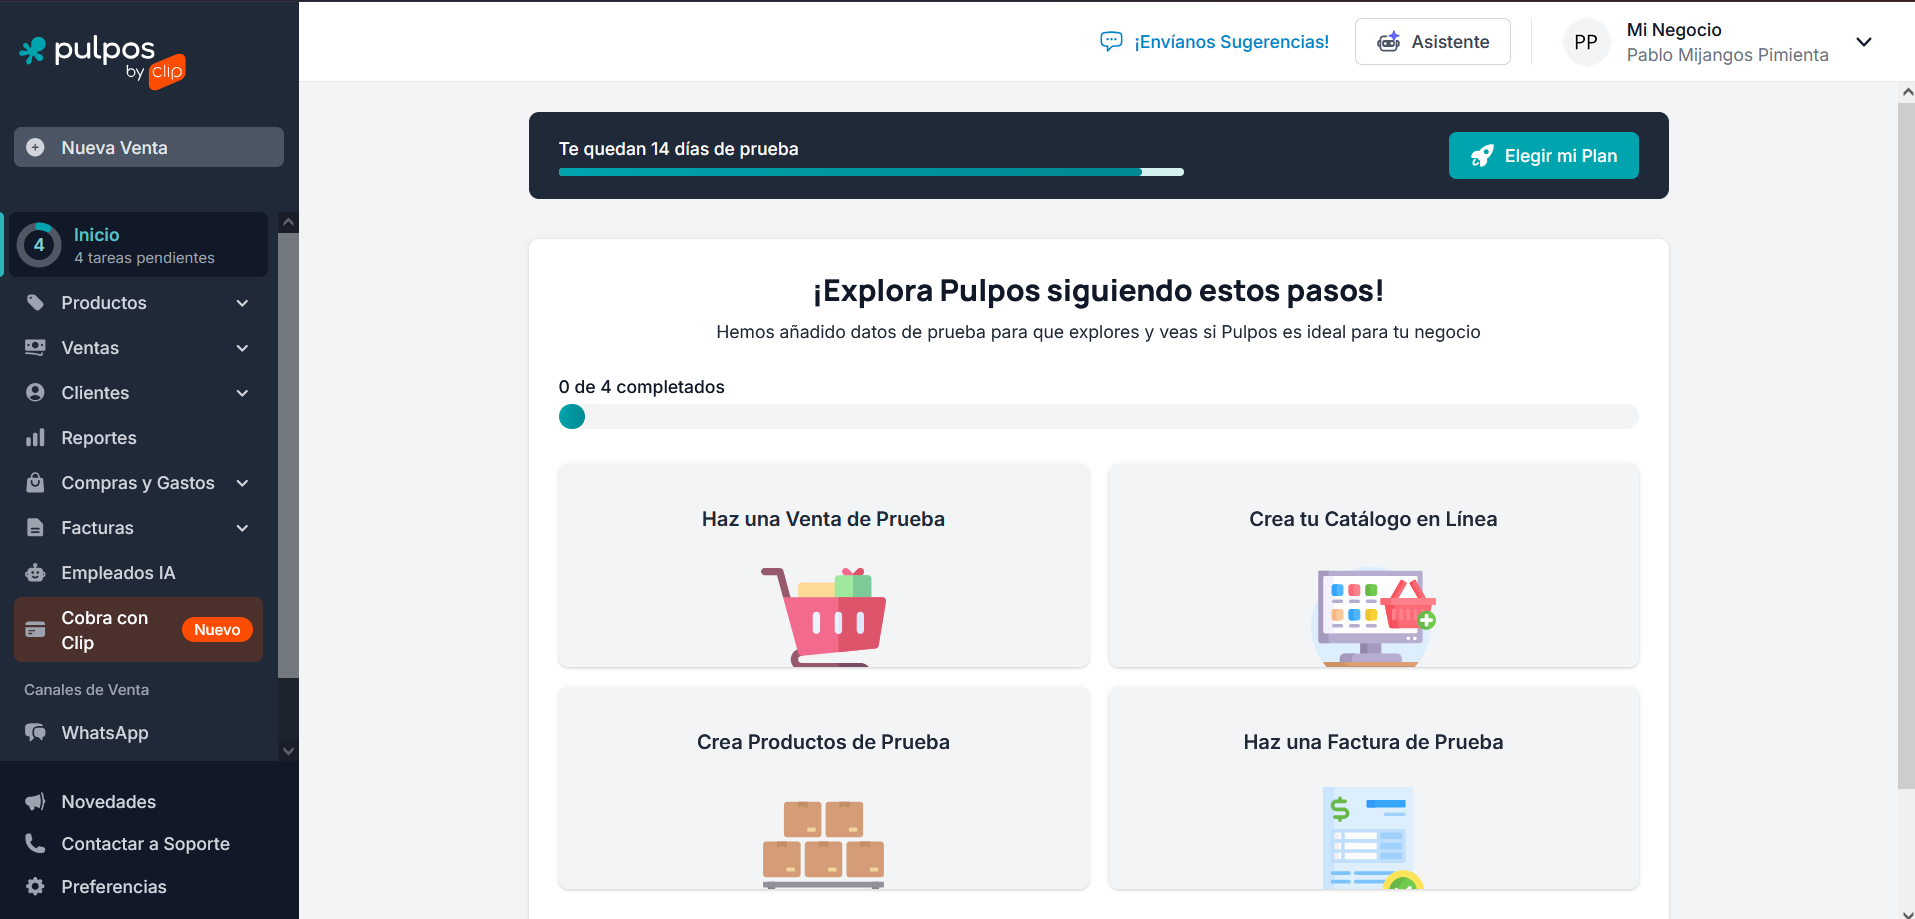 pulpos
by clip
Nueva Venta
4
Inicio
4 tareas pendientes
Productos
Ventas
Clientes
Reportes
Compras y Gastos
Facturas
Empleados IA
Cobra con
Clip
Nuevo
Canales de Venta
WhatsApp
Novedades
Contactar a Soporte
Preferencias
¡Envíanos Sugerencias!
Asistente
PP
Mi Negocio
Pablo Mijangos Pimienta
Te quedan 14 días de prueba
Elegir mi Plan
¡Explora Pulpos siguiendo estos pasos!
Hemos añadido datos de prueba para que explores y veas si Pulpos es ideal para tu negocio
0 de 4 completados
Haz una Venta de Prueba
Crea tu Catálogo en Línea
Crea Productos de Prueba
Haz una Factura de Prueba
$